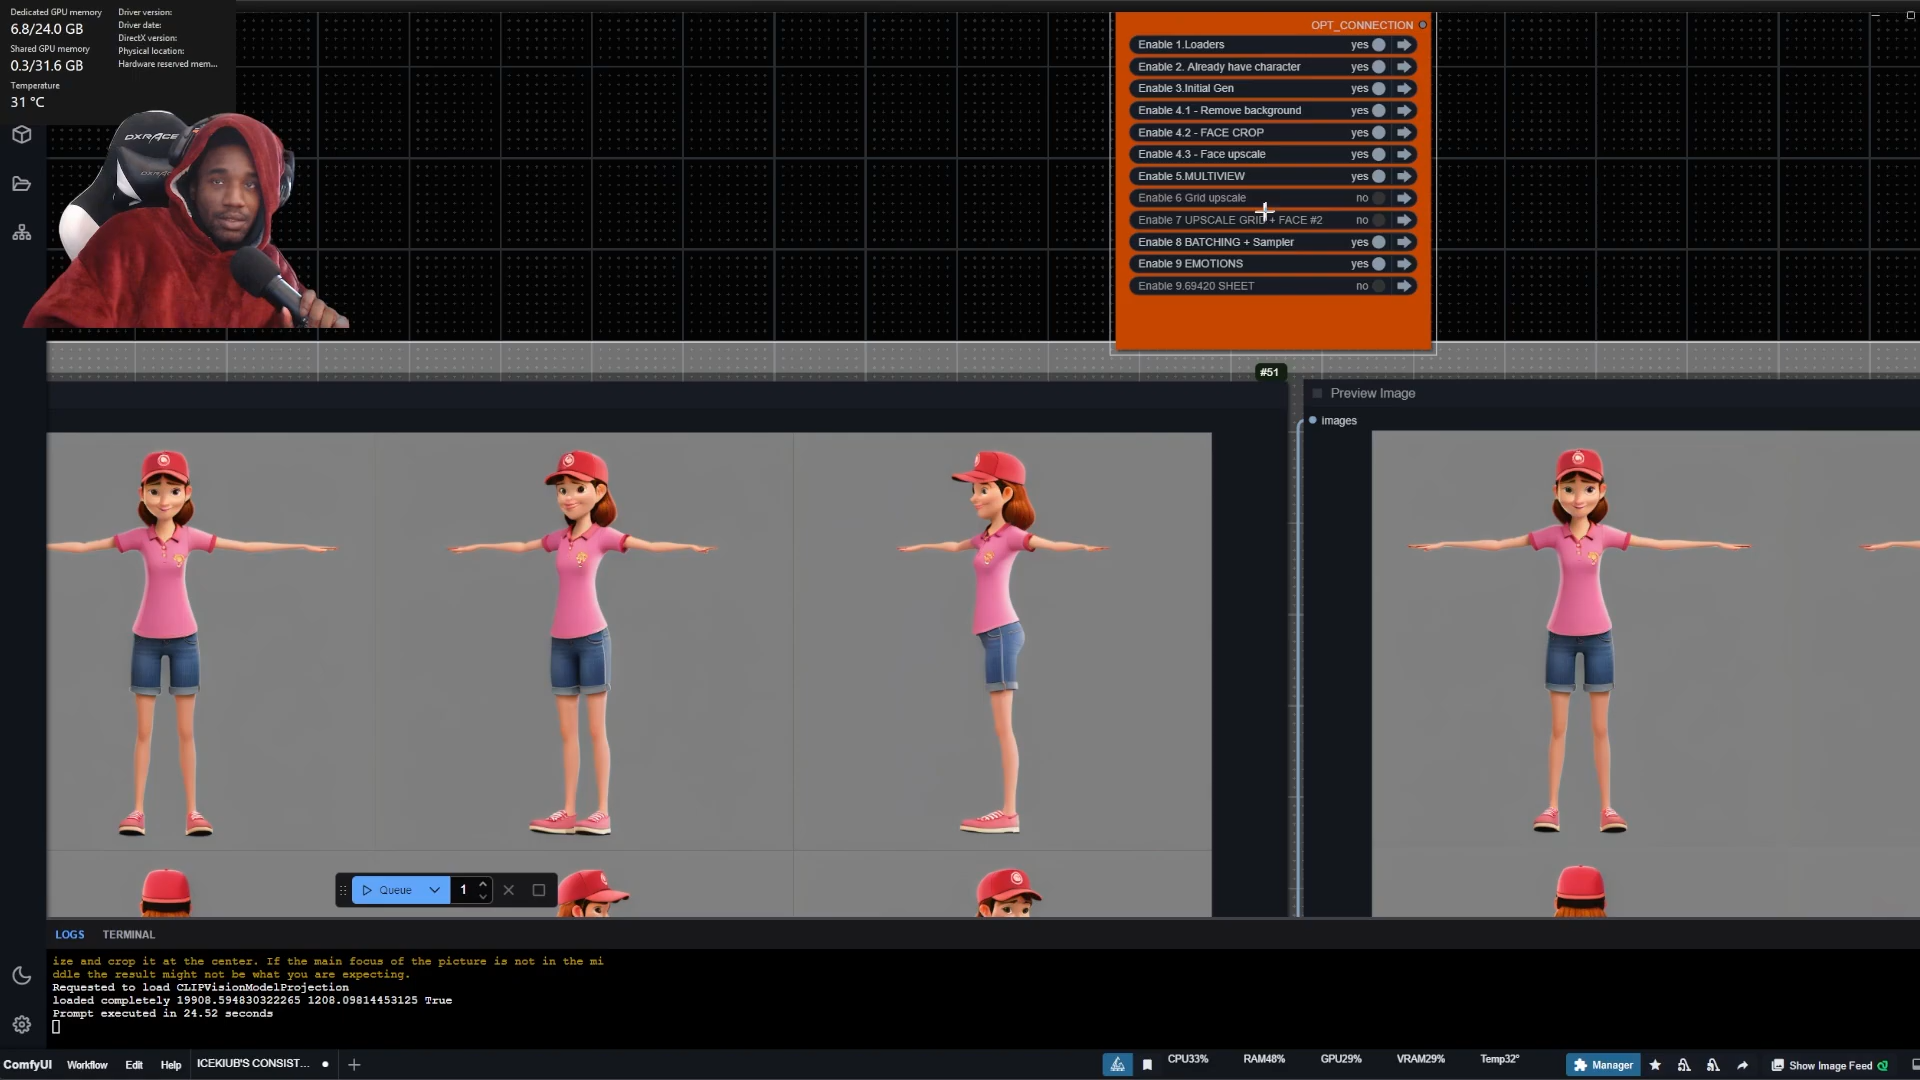 Dedicated GPU memory
6.8/24.0 GB
Shared GPU memory
0.3/31.6 GB
Temperature
31 °C
Driver version:
Driver date:
DirectX version:
Physical location:
Hardware reserved mem...
DXRACER
OPT_CONNECTION
Enable 1.Loaders yes
Enable 2. Already have character yes
Enable 3.Initial Gen yes
Enable 4.1 - Remove background yes
Enable 4.2 - FACE CROP yes
Enable 4.3 - Face upscale yes
Enable 5.MULTIVIEW yes
Enable 6 Grid upscale no
Enable 7 UPSCALE GRID + FACE #2 no
Enable 8 BATCHING + Sampler yes
Enable 9 EMOTIONS yes
Enable 9.69420 SHEET no
#51
Preview Image
images
Queue 1
LOGS TERMINAL
ize and crop it at the center. If the main focus of the picture is not in the mi
ddle the result might not be what you are expecting.
Requested to load CLIPVisionModelProjection
loaded completely 19908.594830322265 1208.09814453125 True
Prompt executed in 24.52 seconds
ComfyUI Workflow Edit Help ICEKIUB'S CONSIST... CPU33% RAM48% GPU29% VRAM29% Temp32° Manager Show Image Feed